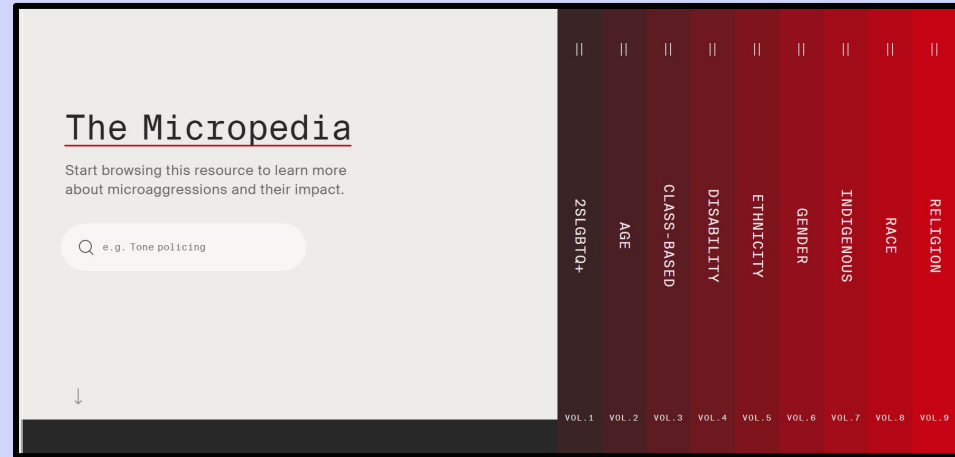 The Micropedia
Start browsing this resource to learn more
about microaggressions and their impact.
e.g. Tone policing
2SLGBTQ+
AGE
CLASS-BASED
DISABILITY
ETHNICITY
GENDER
INDIGENOUS
RACE
RELIGION
VOL.1
VOL.2
VOL.3
VOL.4
VOL.5
VOL.6
VOL.7
VOL.8
VOL.9